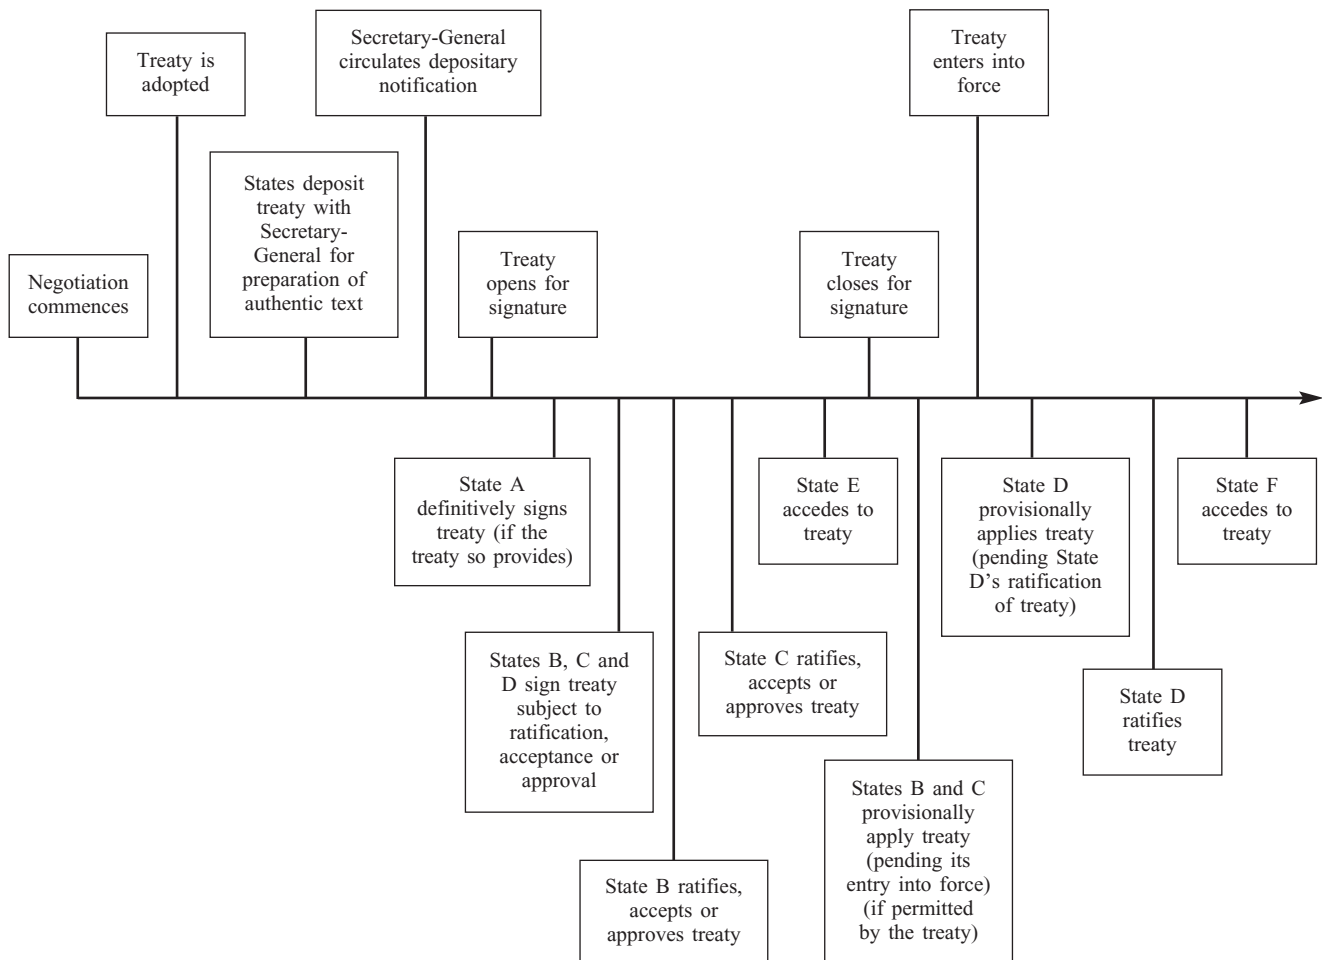 Negotiation
commences
Treaty is
adopted
States deposit
treaty with
Secretary-
General for
preparation of
authentic text
Secretary-General
circulates depositary
notification
Treaty
opens for
signature
Treaty
closes for
signature
Treaty
enters into
force
State A
definitively signs
treaty (if the
treaty so provides)
States B, C and
D sign treaty
subject to
ratification,
acceptance or
approval
State B ratifies,
accepts or
approves treaty
State C ratifies,
accepts or
approves treaty
State E
accedes to
treaty
States B and C
provisionally
apply treaty
(pending its
entry into force)
(if permitted
by the treaty)
State D
provisionally
applies treaty
(pending State
D’s ratification
of treaty)
State D
ratifies
treaty
State F
accedes to
treaty